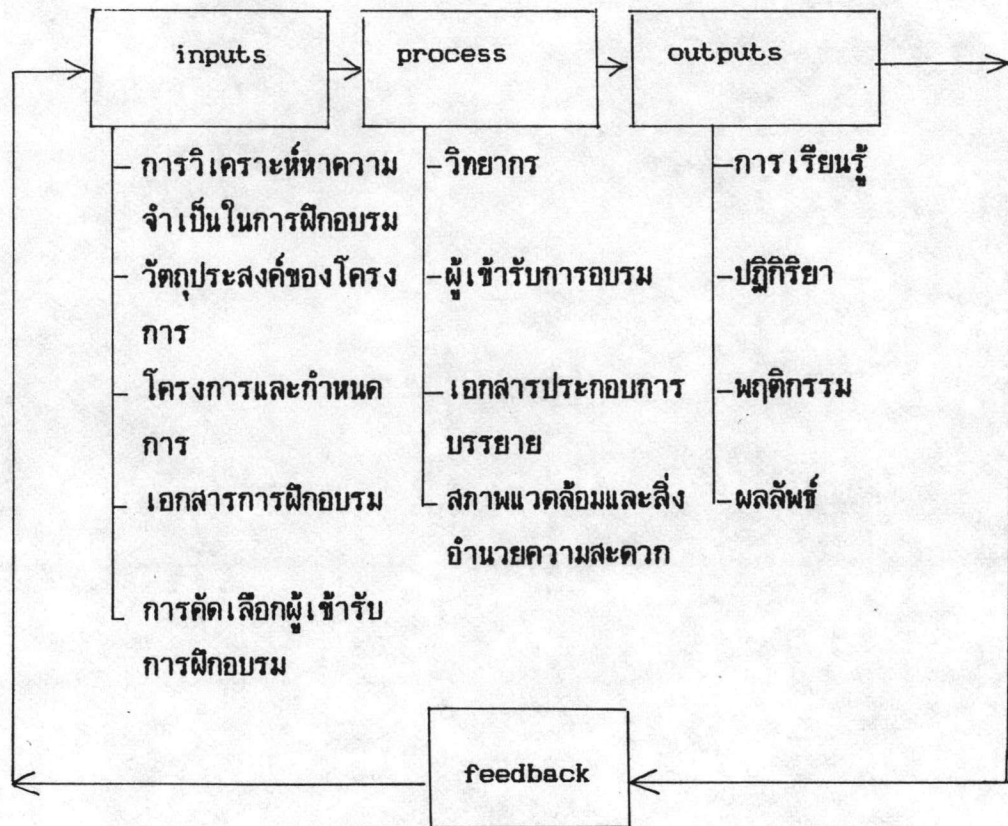 inputs
process
outputs
การวิเคราะห์หาความ
จำเป็นในการฝึกอบรม
วัตถุประสงค์ของโครง
การ
โครงการและกำหนด
การ
เอกสารการฝึกอบรม
การคัดเลือกผู้เข้ารับ
การฝึกอบรม
วิทยากร
ผู้เข้ารับการอบรม
เอกสารประกอบการ
บรรยาย
สภาพแวดล้อมและสิ่ง
อำนวยความสะดวก
การเรียนรู้
ปฏิกิริยา
พฤติกรรม
ผลลัพธ์
feedback